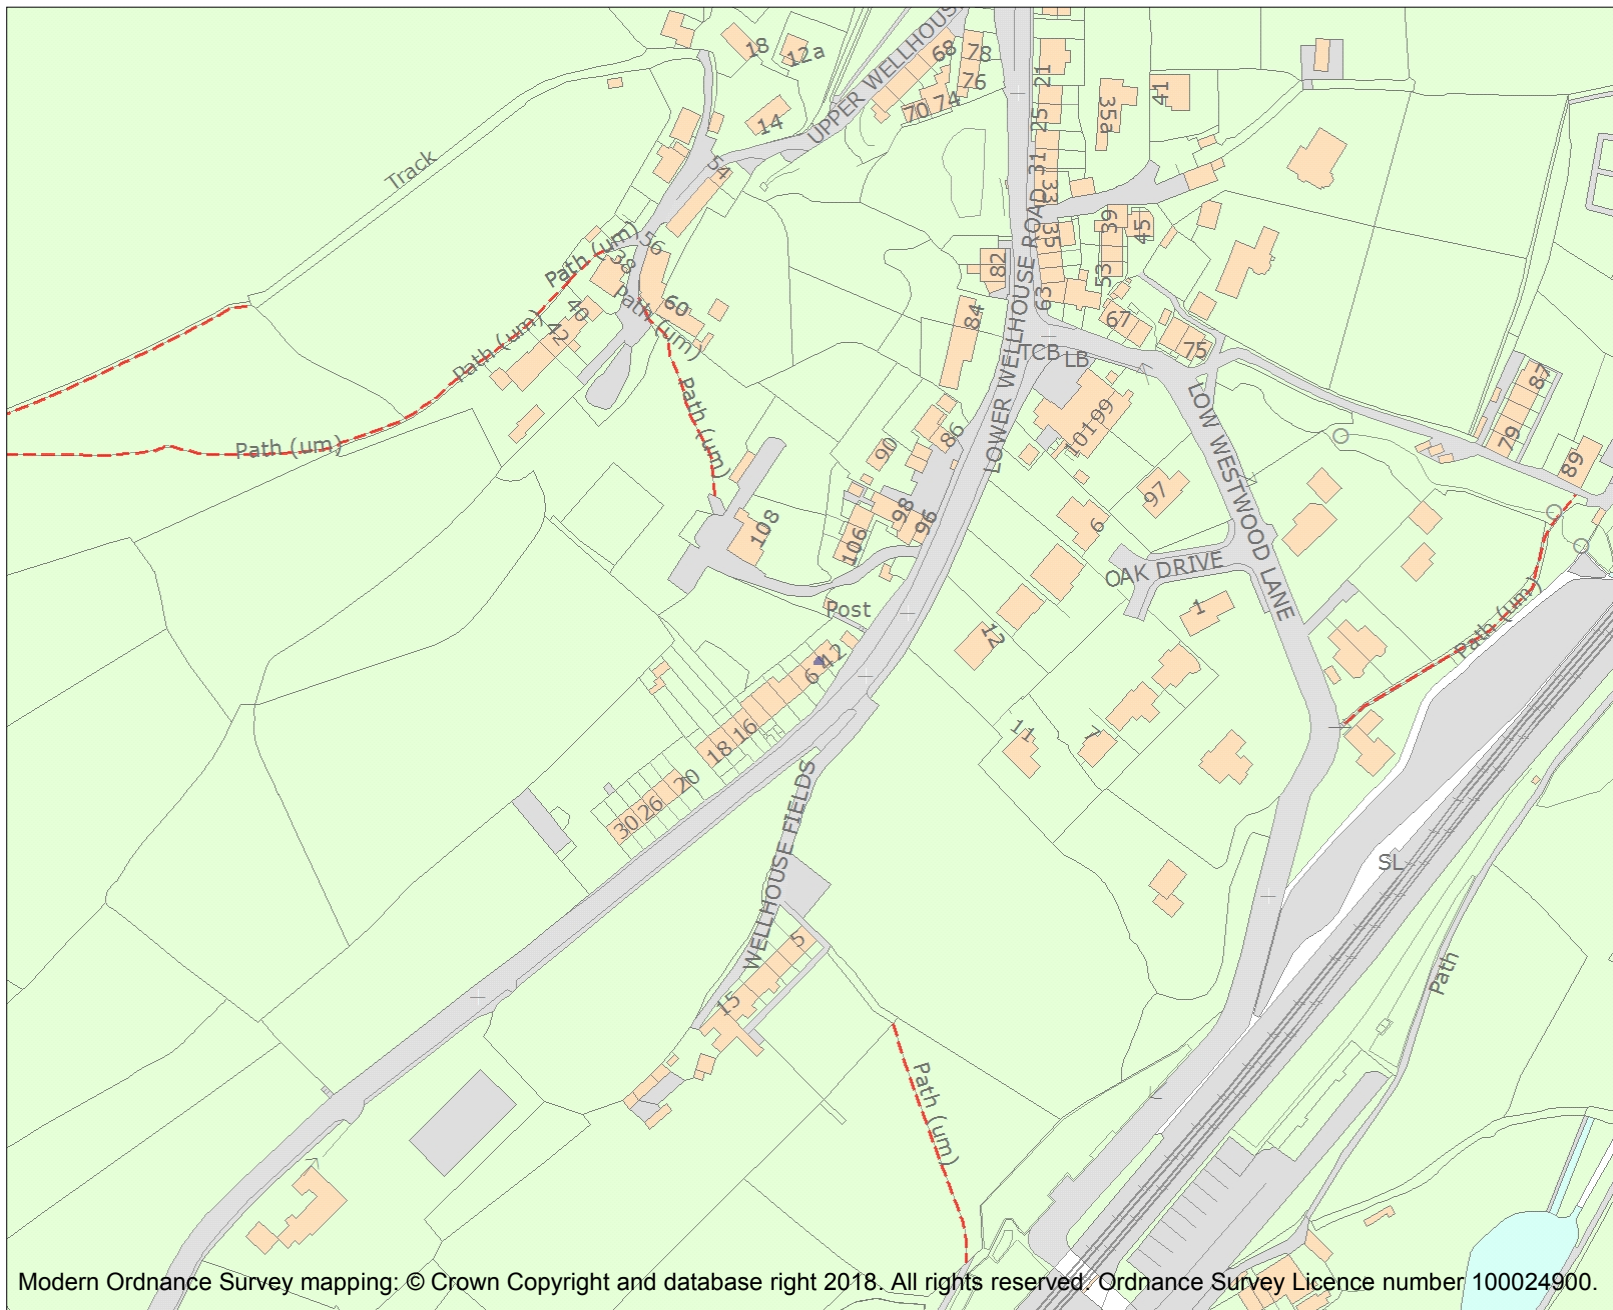 18
12a
68
78
76
70
74
UPPER WELLHOUS
14
21
25
31
33
35a
41
Track
54
56
Path (um)
38
40
42
60
Path (um)
Path (um)
82
84
35
39
45
53
63
67
75
LOWER WELLHOUSE ROAD
TCB
LB
LOWER WELLHOUSE ROAD
10199
LOW WESTWOOD LANE
87
79
89
Path (um)
Path (um)
86
90
98
96
106
108
97
6
OAK DRIVE
1
12
Post
Path (um)
642
11
7
16
18
20
26
30
WELLHOUSE FIELDS
SL
5
15
Path
Path (um)
Modern Ordnance Survey mapping: © Crown Copyright and database right 2018. All rights reserved. Ordnance Survey Licence number 100024900.